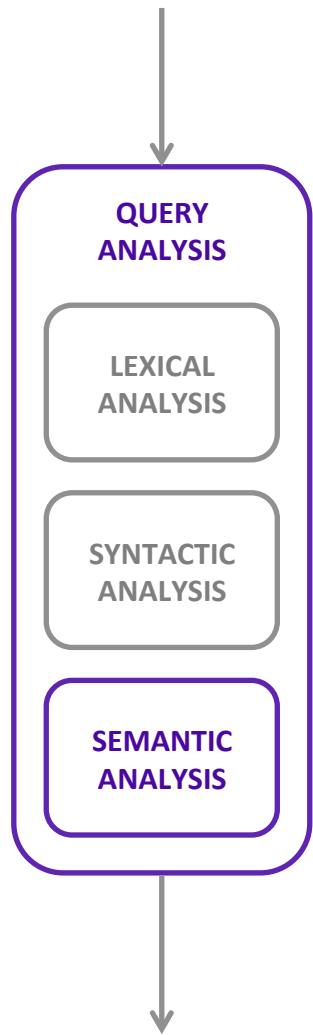 QUERY
ANALYSIS
LEXICAL
ANALYSIS
SYNTACTIC
ANALYSIS
SEMANTIC
ANALYSIS